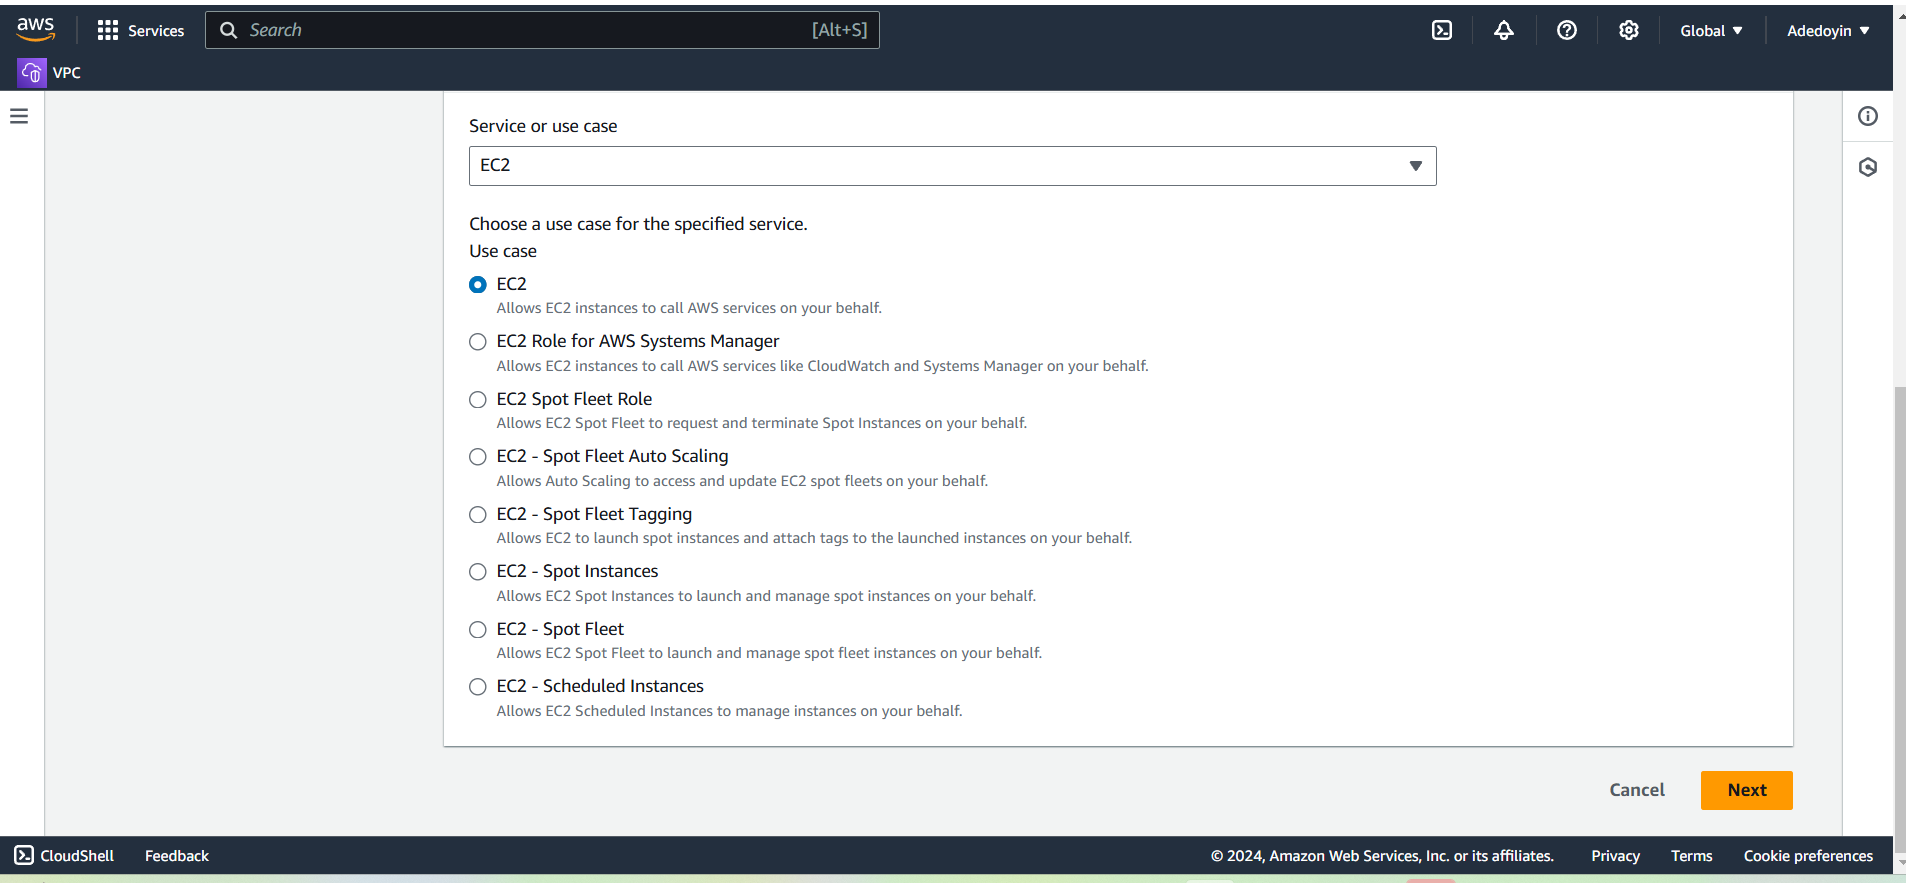 aws
Services
Search [Alt+S]
Global
Adedoyin
VPC
Service or use case
EC2
Choose a use case for the specified service.
Use case
EC2
Allows EC2 instances to call AWS services on your behalf.
EC2 Role for AWS Systems Manager
Allows EC2 instances to call AWS services like CloudWatch and Systems Manager on your behalf.
EC2 Spot Fleet Role
Allows EC2 Spot Fleet to request and terminate Spot Instances on your behalf.
EC2 - Spot Fleet Auto Scaling
Allows Auto Scaling to access and update EC2 spot fleets on your behalf.
EC2 - Spot Fleet Tagging
Allows EC2 to launch spot instances and attach tags to the launched instances on your behalf.
EC2 - Spot Instances
Allows EC2 Spot Instances to launch and manage spot instances on your behalf.
EC2 - Spot Fleet
Allows EC2 Spot Fleet to launch and manage spot fleet instances on your behalf.
EC2 - Scheduled Instances
Allows EC2 Scheduled Instances to manage instances on your behalf.
Cancel
Next
CloudShell
Feedback
© 2024, Amazon Web Services, Inc. or its affiliates.
Privacy
Terms
Cookie preferences